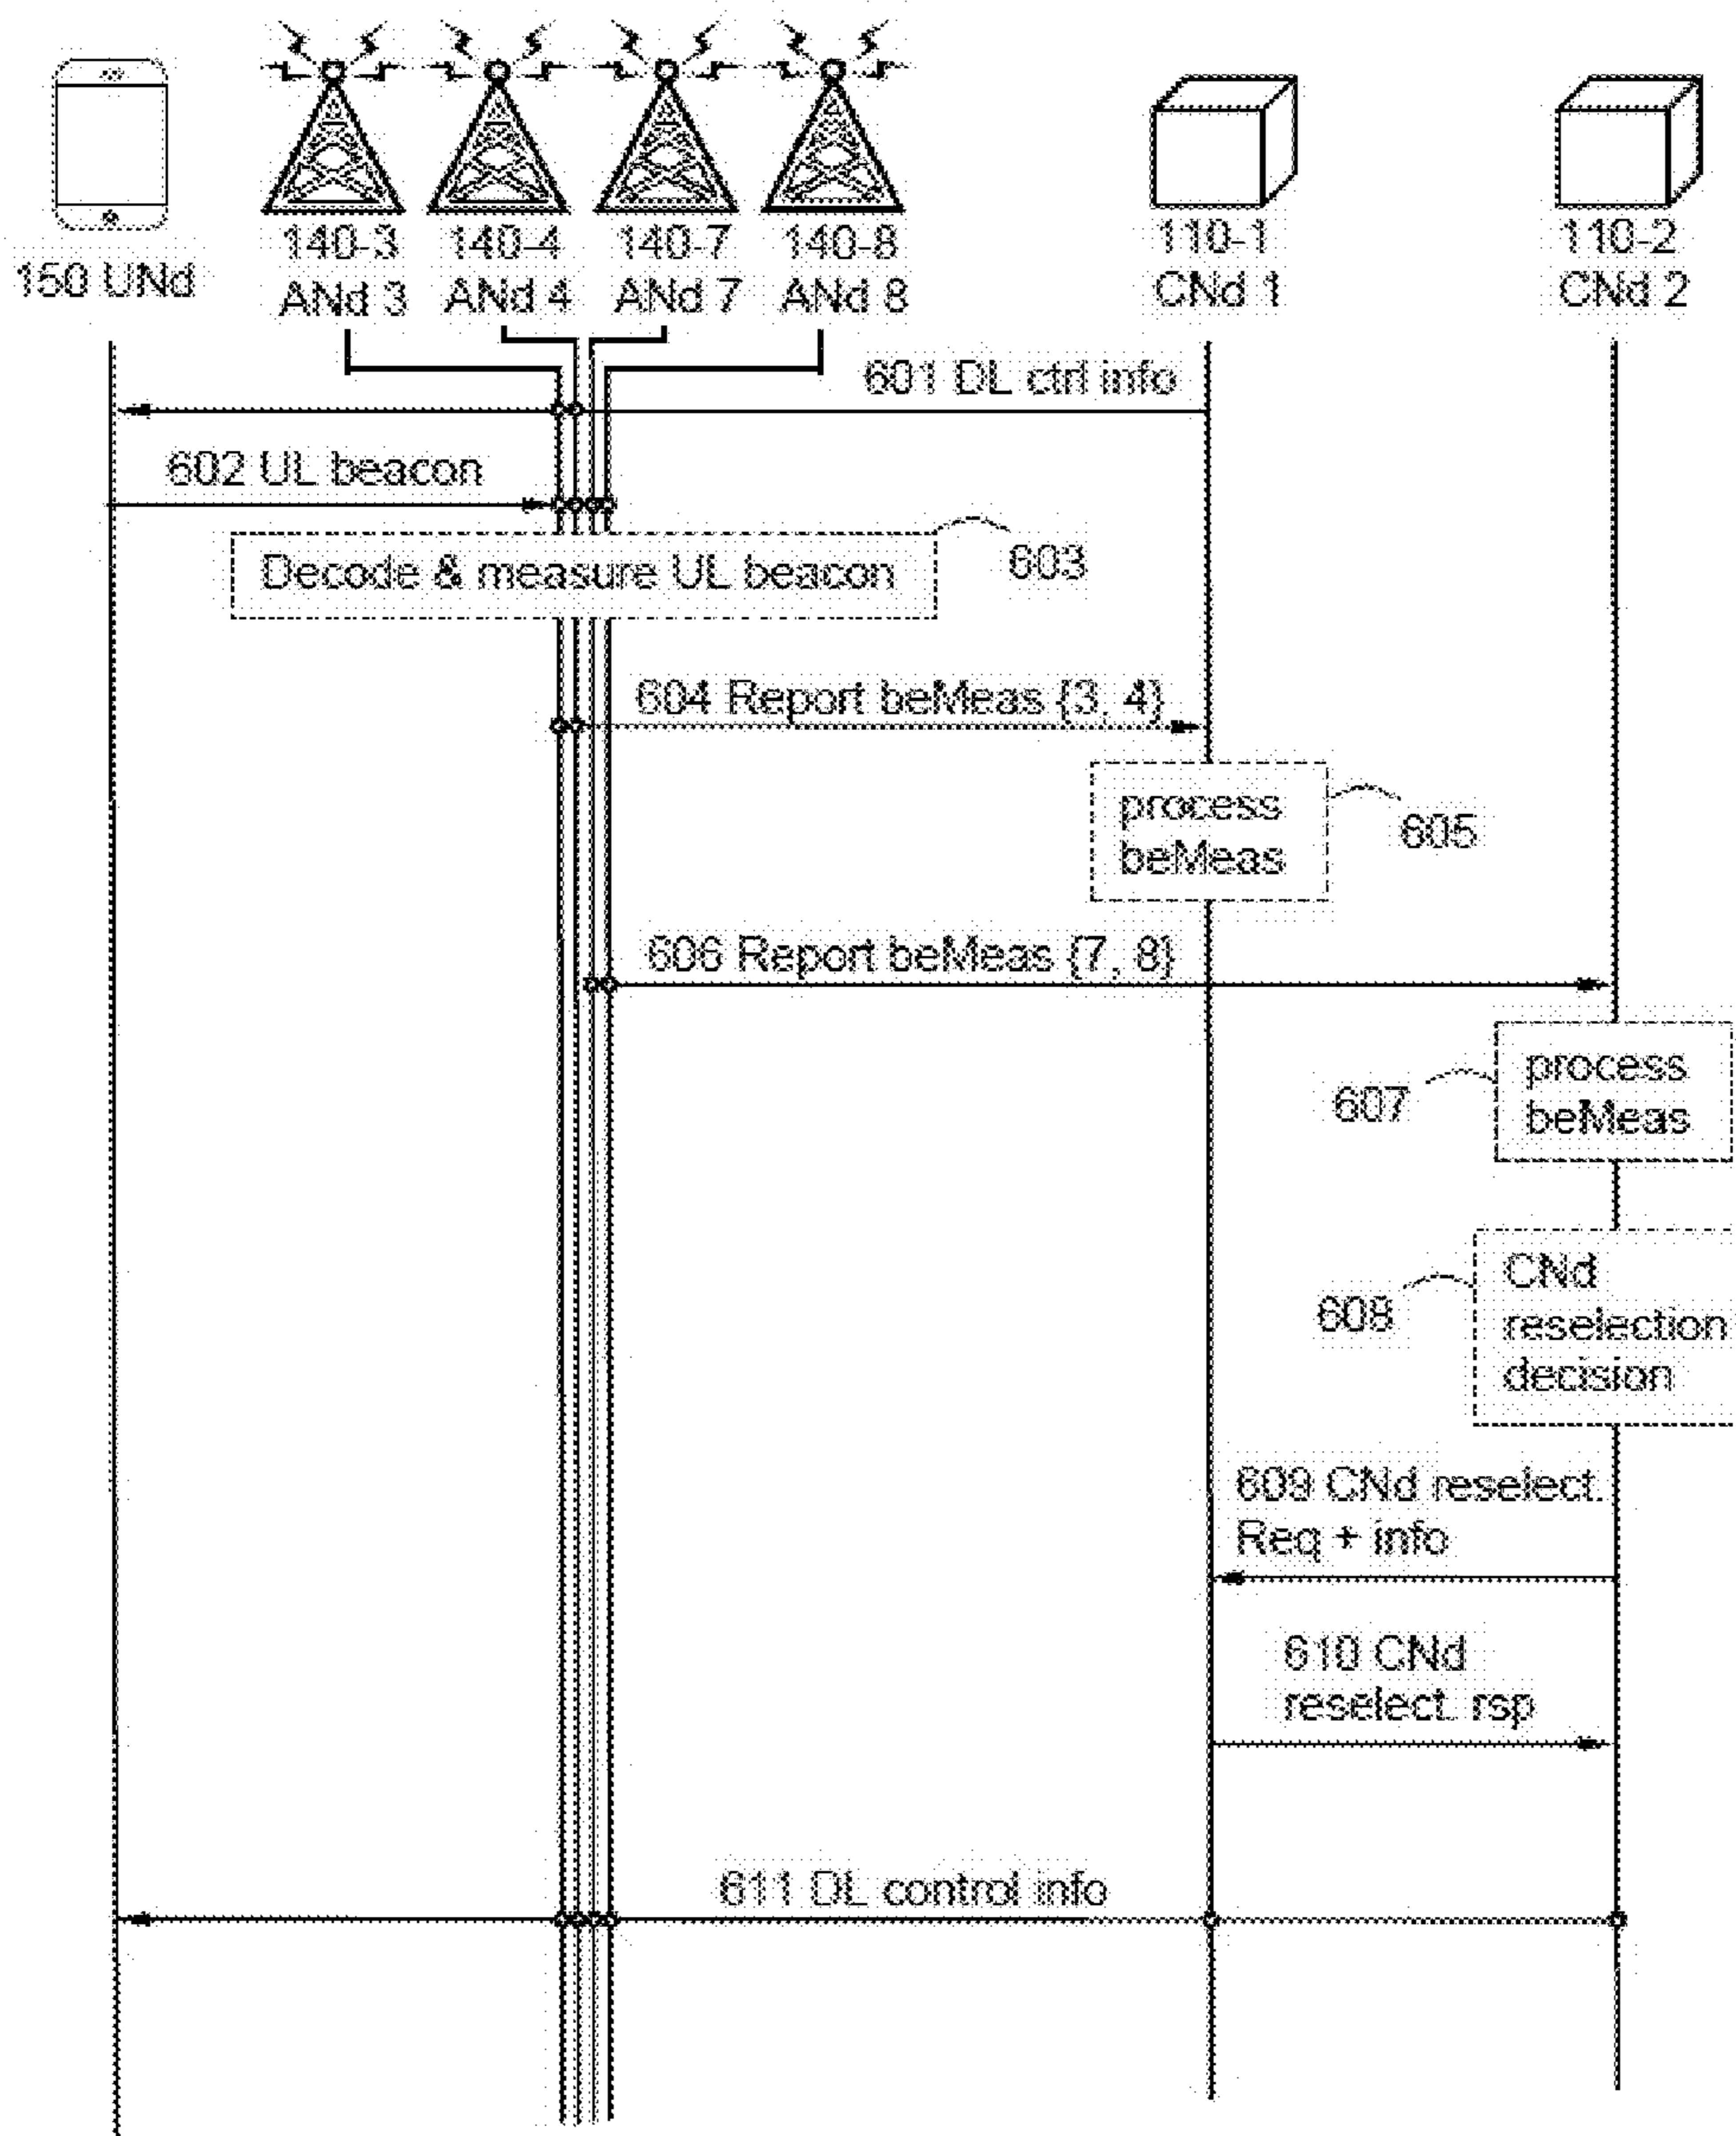 150 UNd
140-3
ANd 3
140-4
ANd 4
140-7
ANd 7
140-8
ANd 8
110-1
CNd 1
110-2
CNd 2
601 DL ctrl info
602 UL beacon
Decode & measure UL beacon
603
604 Report beMeas {3, 4}
process
beMeas
605
606 Report beMeas {7, 8}
process
beMeas
607
CNd
reselection
decision
608
609 CNd reselect.
Req + info
610 CNd
reselect. rsp
611 DL control info